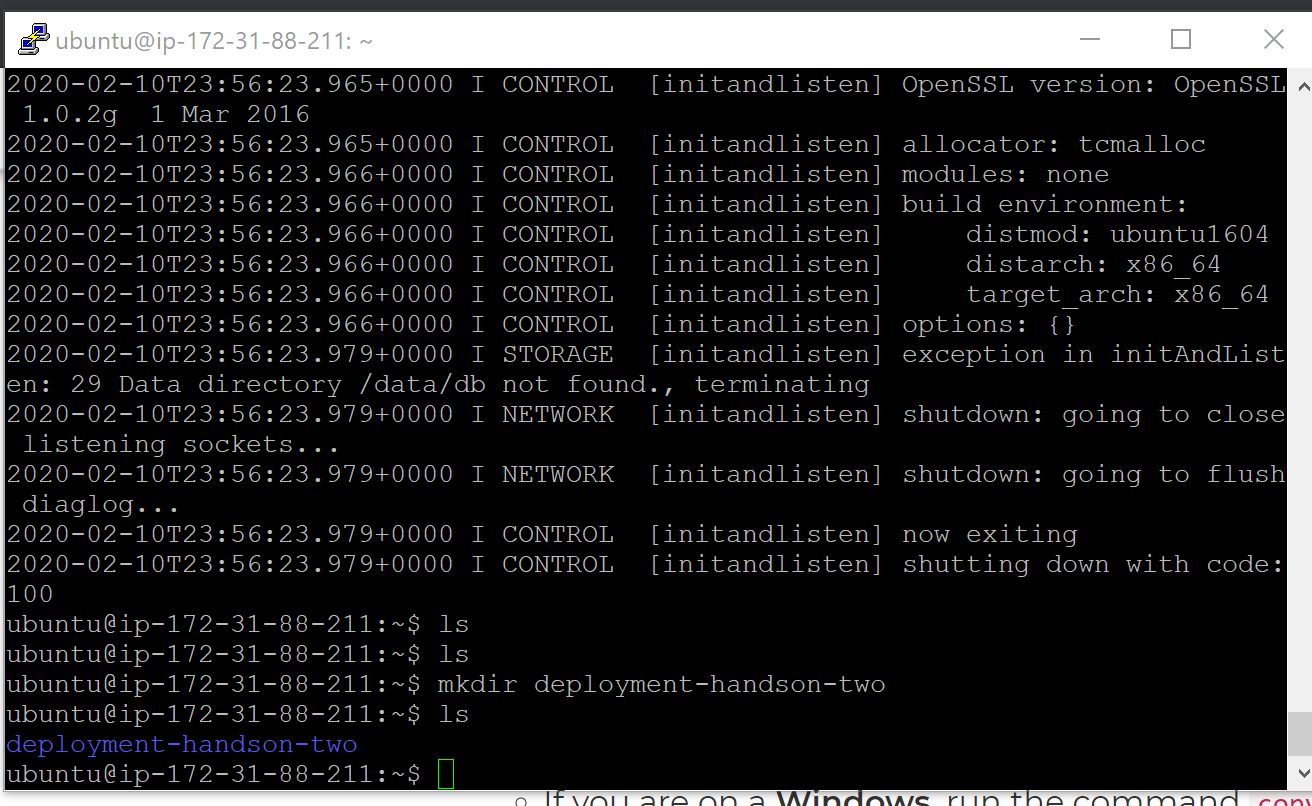 ubuntu@ip-172-31-88-211: ~
2020-02-10T23:56:23.965+0000 I CONTROL  [initandlisten] OpenSSL version: OpenSSL
 1.0.2g  1 Mar 2016
2020-02-10T23:56:23.965+0000 I CONTROL  [initandlisten] allocator: tcmalloc
2020-02-10T23:56:23.966+0000 I CONTROL  [initandlisten] modules: none
2020-02-10T23:56:23.966+0000 I CONTROL  [initandlisten] build environment:
2020-02-10T23:56:23.966+0000 I CONTROL  [initandlisten]     distmod: ubuntu1604
2020-02-10T23:56:23.966+0000 I CONTROL  [initandlisten]     distarch: x86_64
2020-02-10T23:56:23.966+0000 I CONTROL  [initandlisten]     target_arch: x86_64
2020-02-10T23:56:23.966+0000 I CONTROL  [initandlisten] options: {}
2020-02-10T23:56:23.979+0000 I STORAGE  [initandlisten] exception in initAndList
en: 29 Data directory /data/db not found., terminating
2020-02-10T23:56:23.979+0000 I NETWORK  [initandlisten] shutdown: going to close
 listening sockets...
2020-02-10T23:56:23.979+0000 I NETWORK  [initandlisten] shutdown: going to flush
 diaglog...
2020-02-10T23:56:23.979+0000 I CONTROL  [initandlisten] now exiting
2020-02-10T23:56:23.979+0000 I CONTROL  [initandlisten] shutting down with code:
100
ubuntu@ip-172-31-88-211:~$ ls
ubuntu@ip-172-31-88-211:~$ ls
ubuntu@ip-172-31-88-211:~$ mkdir deployment-handson-two
ubuntu@ip-172-31-88-211:~$ ls
deployment-handson-two
ubuntu@ip-172-31-88-211:~$
If you are on a Windows, run the command